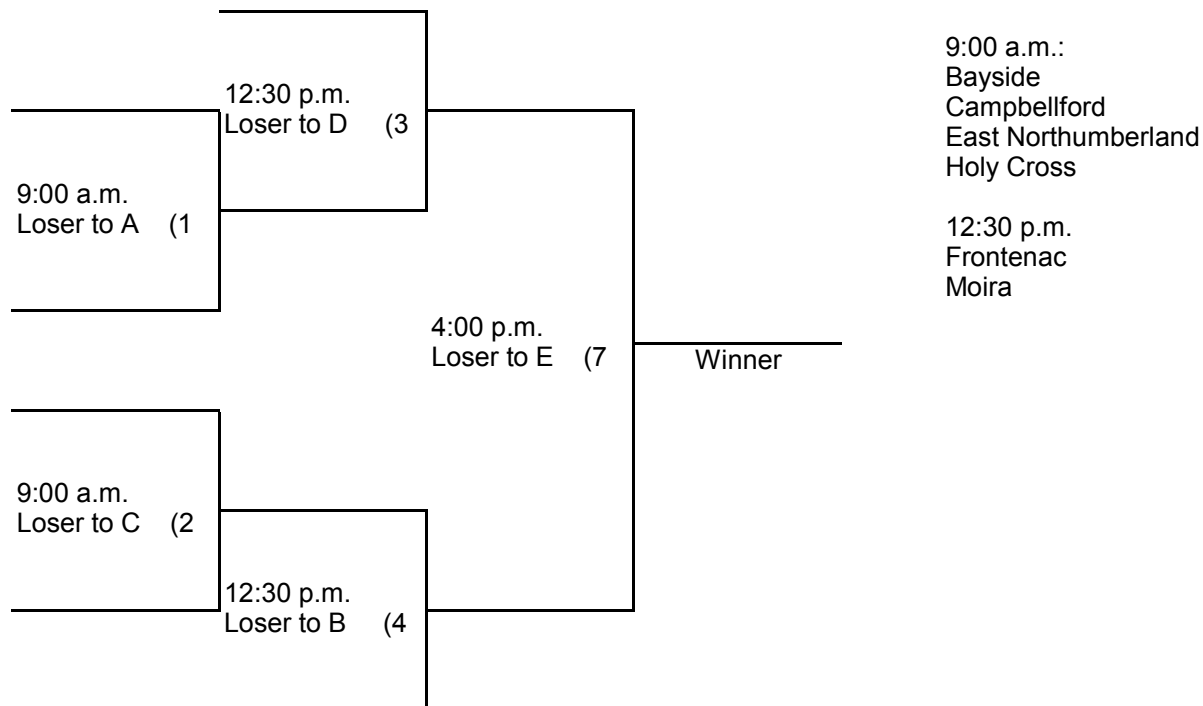 12:30 p.m.
Loser to D (3
9:00 a.m.
Loser to A (1
4:00 p.m.
Loser to E (7
Winner
9:00 a.m.
Loser to C (2
12:30 p.m.
Loser to B (4
9:00 a.m.:
Bayside
Campbellford
East Northumberland
Holy Cross
12:30 p.m.
Frontenac
Moira